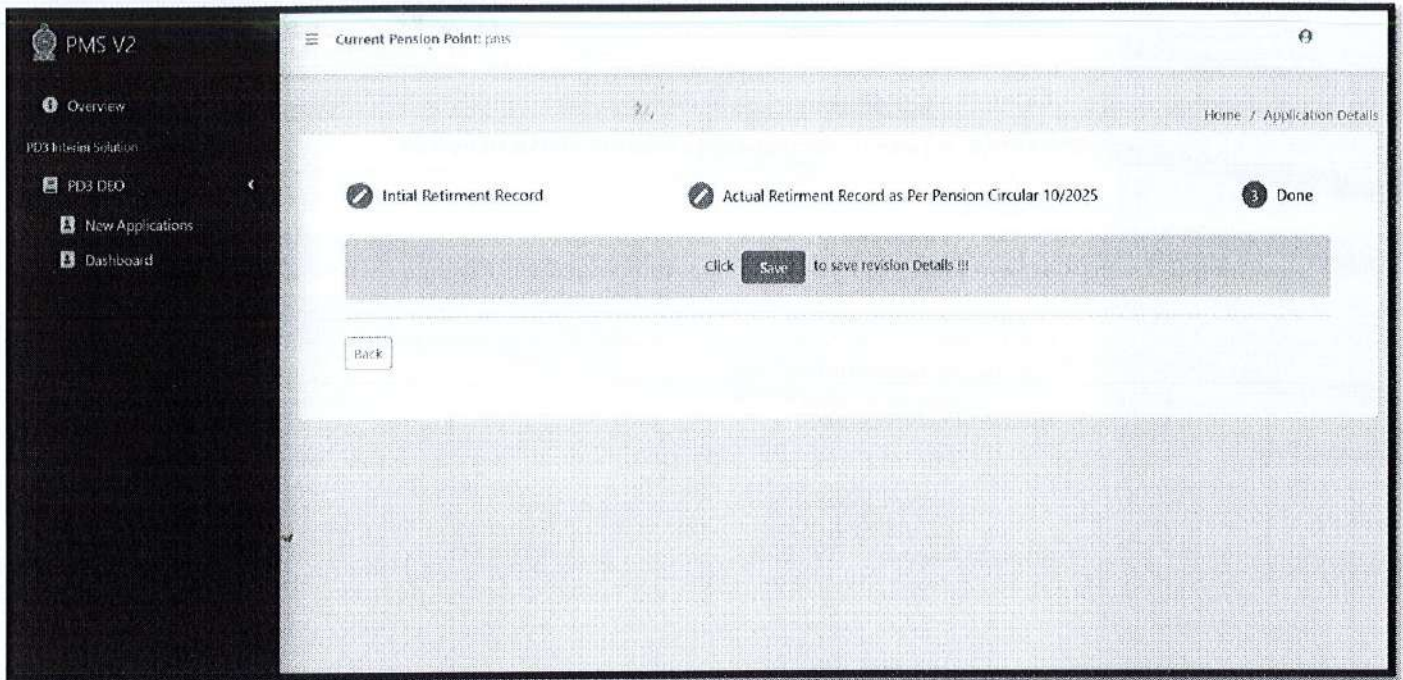 PMS V2
Current Pension Point: pms
Overview
Home / Application Details
PD3 Interim Solution
PD3 DEO
New Applications
Dashboard
Intial Retirment Record
Actual Retirment Record as Per Pension Circular 10/2025
3 Done
Click Save to save revision Details !!!
Back